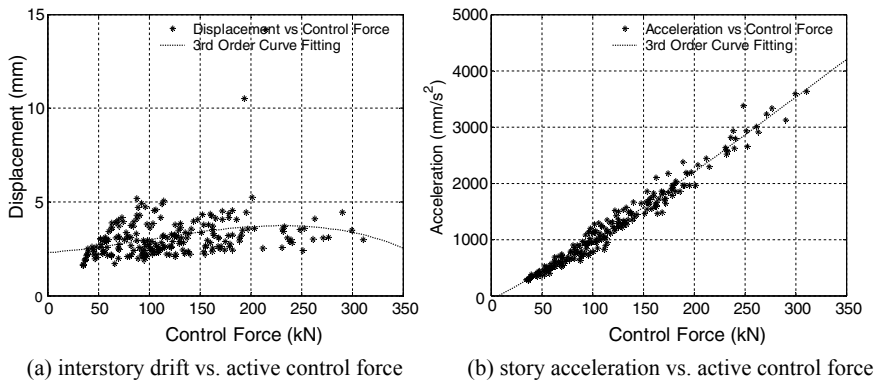 15
10
5
0
0 50 100 150 200 250 300 350
Displacement (mm)
Control Force (kN)
Displacement vs Control Force
3rd Order Curve Fitting
(a) interstory drift vs. active control force
5000
4000
3000
2000
1000
0
0 50 100 150 200 250 300 350
Acceleration (mm/s²)
Control Force (kN)
Acceleration vs Control Force
3rd Order Curve Fitting
(b) story acceleration vs. active control force